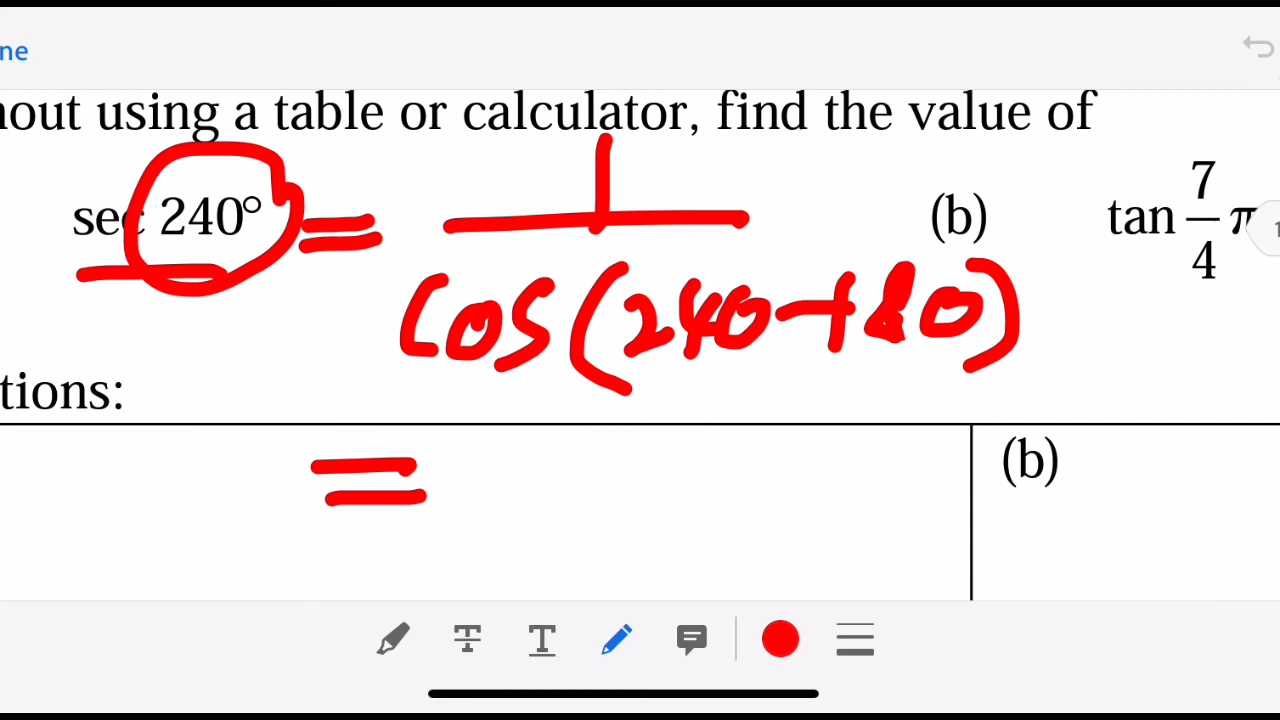 ne
hout using a table or calculator, find the value of
sec 240° = 1 / cos(240-180)
(b) tan 7/4 π
1
tions:
=
(b)
T T